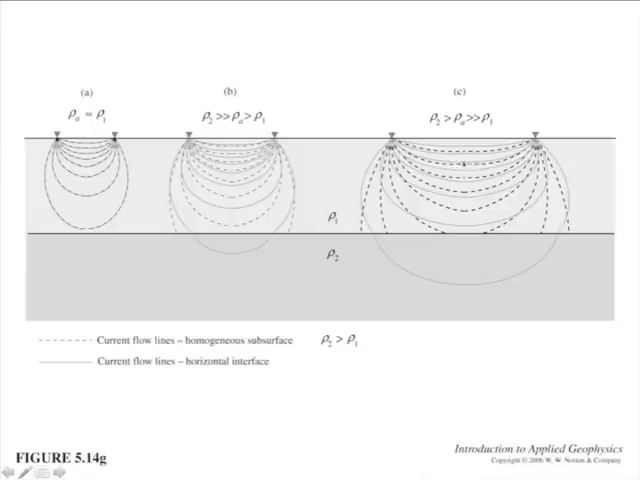 (a) (b) (c)
ρa = ρ1 ρ2 >> ρa > ρ1 ρ2 > ρa >> ρ1
ρ1
ρ2
Current flow lines – homogeneous subsurface ρ2 > ρ1
Current flow lines – horizontal interface
Introduction to Applied Geophysics
FIGURE 5.14g
Copyright © 2006 W. W. Norton & Company